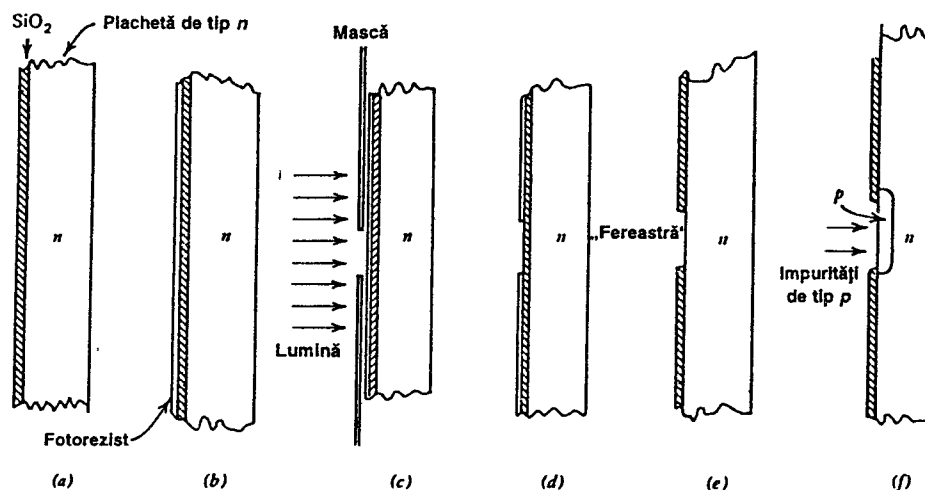 SiO₂
Plachetă de tip n
n
Fotorezist
(a)
n
(b)
Mască
i
Lumină
n
(c)
n
(d)
„Fereastră“
n
(e)
p
Impurități
de tip p
n
(f)